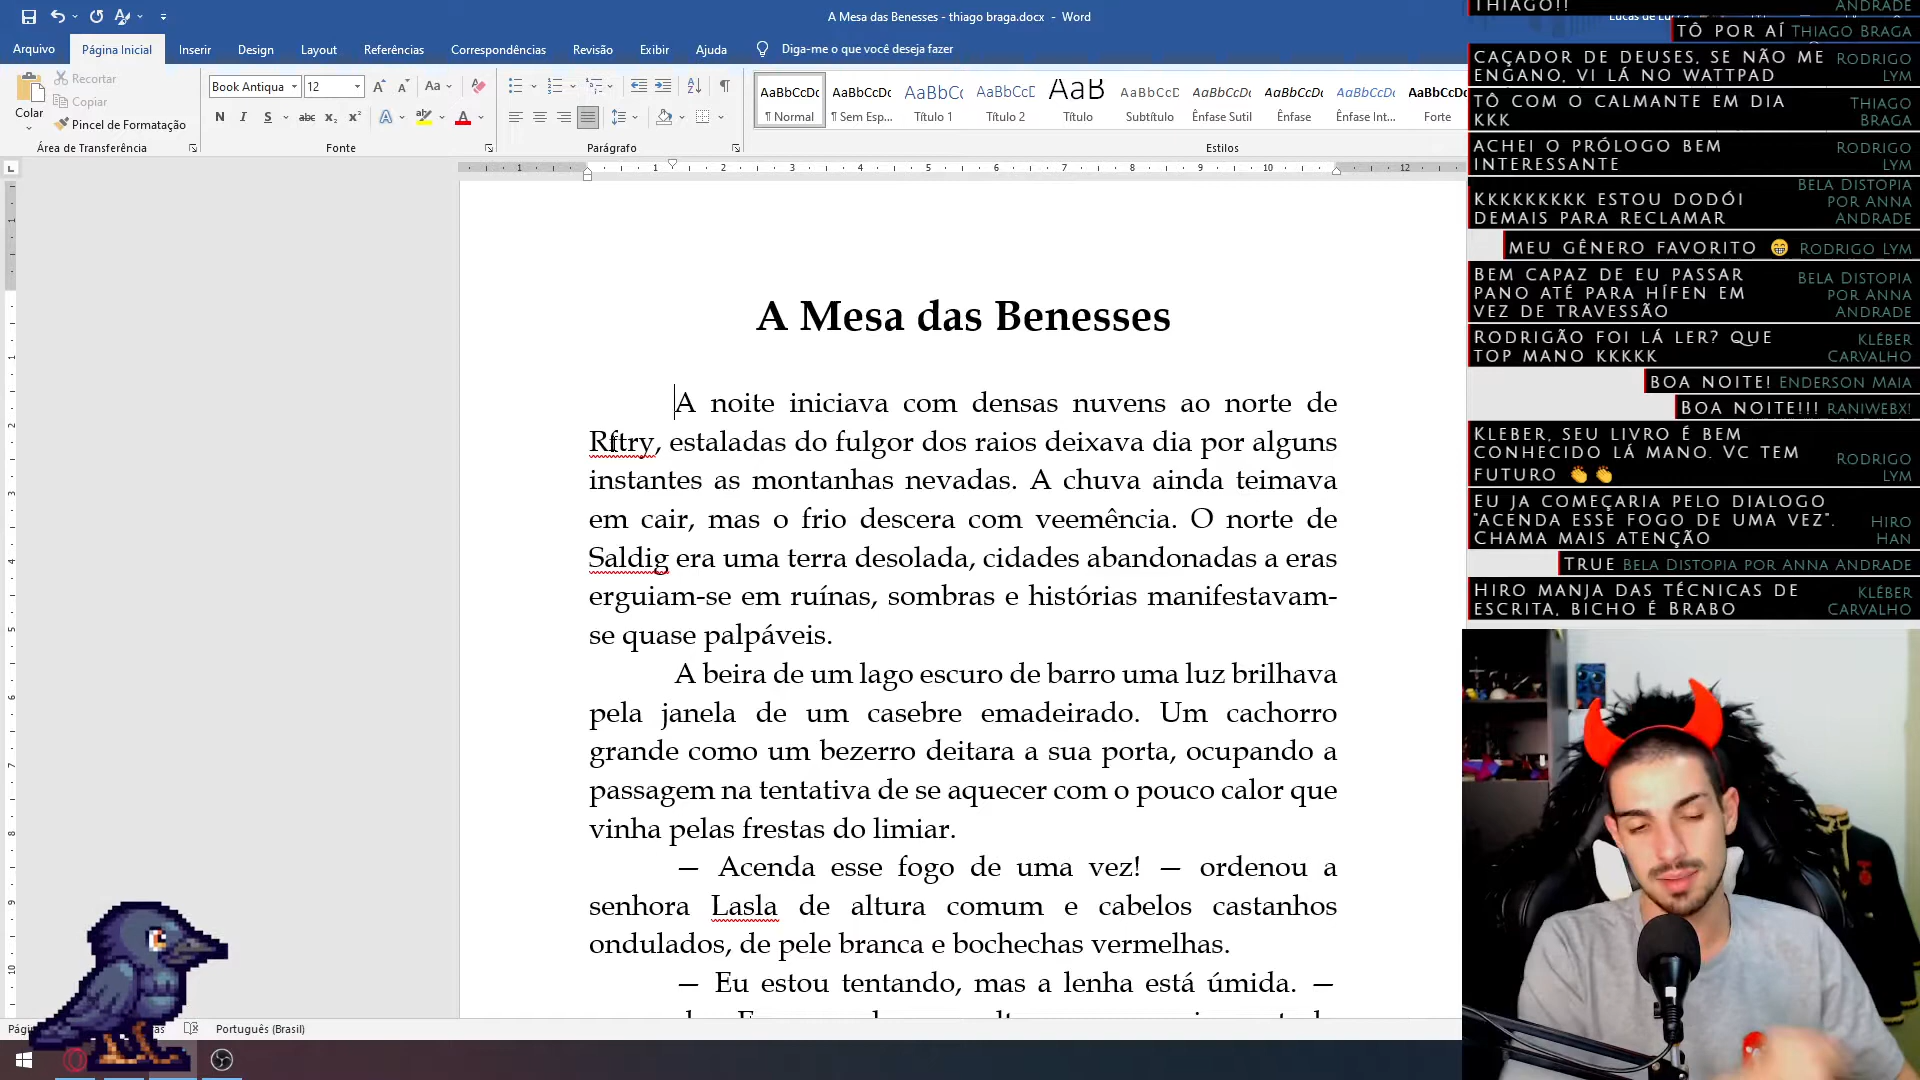 A Mesa das Benesses - thiago braga.docx - Word
Arquivo
Página Inicial
Inserir
Design
Layout
Referências
Correspondências
Revisão
Exibir
Ajuda
Diga-me o que você deseja fazer
Colar
Recortar
Copiar
Pincel de Formatação
Área de Transferência
Book Antiqua
12
Fonte
Parágrafo
AaBbCcDc
¶ Normal
AaBbCcDc
¶ Sem Esp...
AaBbCc
Título 1
AaBbCcD
Título 2
AaB
Título
AaBbCcD
Subtítulo
AaBbCcDc
Ênfase Sutil
AaBbCcDc
Ênfase
AaBbCcDc
Ênfase Int...
AaBbCcDc
Forte
Estilos
A Mesa das Benesses
A noite iniciava com densas nuvens ao norte de
Rftry, estaladas do fulgor dos raios deixava dia por alguns
instantes as montanhas nevadas. A chuva ainda teimava
em cair, mas o frio descera com veemência. O norte de
Saldig era uma terra desolada, cidades abandonadas a eras
erguiam-se em ruínas, sombras e histórias manifestavam-
se quase palpáveis.
A beira de um lago escuro de barro uma luz brilhava
pela janela de um casebre emadeirado. Um cachorro
grande como um bezerro deitara a sua porta, ocupando a
passagem na tentativa de se aquecer com o pouco calor que
vinha pelas frestas do limiar.
— Acenda esse fogo de uma vez! — ordenou a
senhora Lasla de altura comum e cabelos castanhos
ondulados, de pele branca e bochechas vermelhas.
— Eu estou tentando, mas a lenha está úmida. —
Português (Brasil)
THIAGO!!
ANDRADE
TÔ POR AÍ THIAGO BRAGA
CAÇADOR DE DEUSES, SE NÃO ME
ENGANO, VI LÁ NO WATTPAD
RODRIGO
LYM
TÔ COM O CALMANTE EM DIA
KKK
THIAGO
BRAGA
ACHEI O PRÓLOGO BEM
INTERESSANTE
RODRIGO
LYM
KKKKKKKKK ESTOU DODÓI
DEMAIS PARA RECLAMAR
BELA DISTOPIA
POR ANNA
ANDRADE
MEU GÊNERO FAVORITO 😁 RODRIGO LYM
BEM CAPAZ DE EU PASSAR
PANO ATÉ PARA HÍFEN EM
VEZ DE TRAVESSÃO
BELA DISTOPIA
POR ANNA
ANDRADE
RODRIGÃO FOI LÁ LER? QUE
TOP MANO KKKKK
KLÉBER
CARVALHO
BOA NOITE! ENDERSON MAIA
BOA NOITE!!! RANIWEBX!
KLEBER, SEU LIVRO É BEM
CONHECIDO LÁ MANO. VC TEM
FUTURO 👏 👏
RODRIGO
LYM
EU JA COMEÇARIA PELO DIALOGO
"ACENDA ESSE FOGO DE UMA VEZ".
CHAMA MAIS ATENÇÃO
HIRO
HAN
TRUE BELA DISTOPIA POR ANNA ANDRADE
HIRO MANJA DAS TÉCNICAS DE
ESCRITA, BICHO É BRABO
KLÉBER
CARVALHO